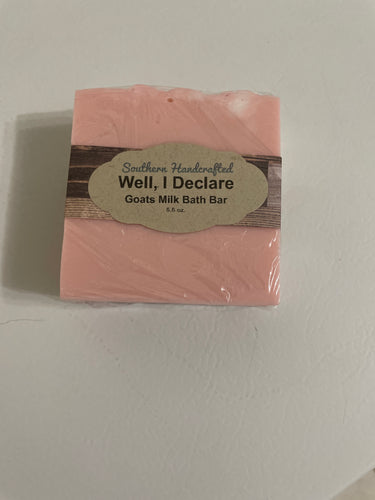 Southern Handcrafted
Well, I Declare
Goats Milk Bath Bar
5.5 oz.